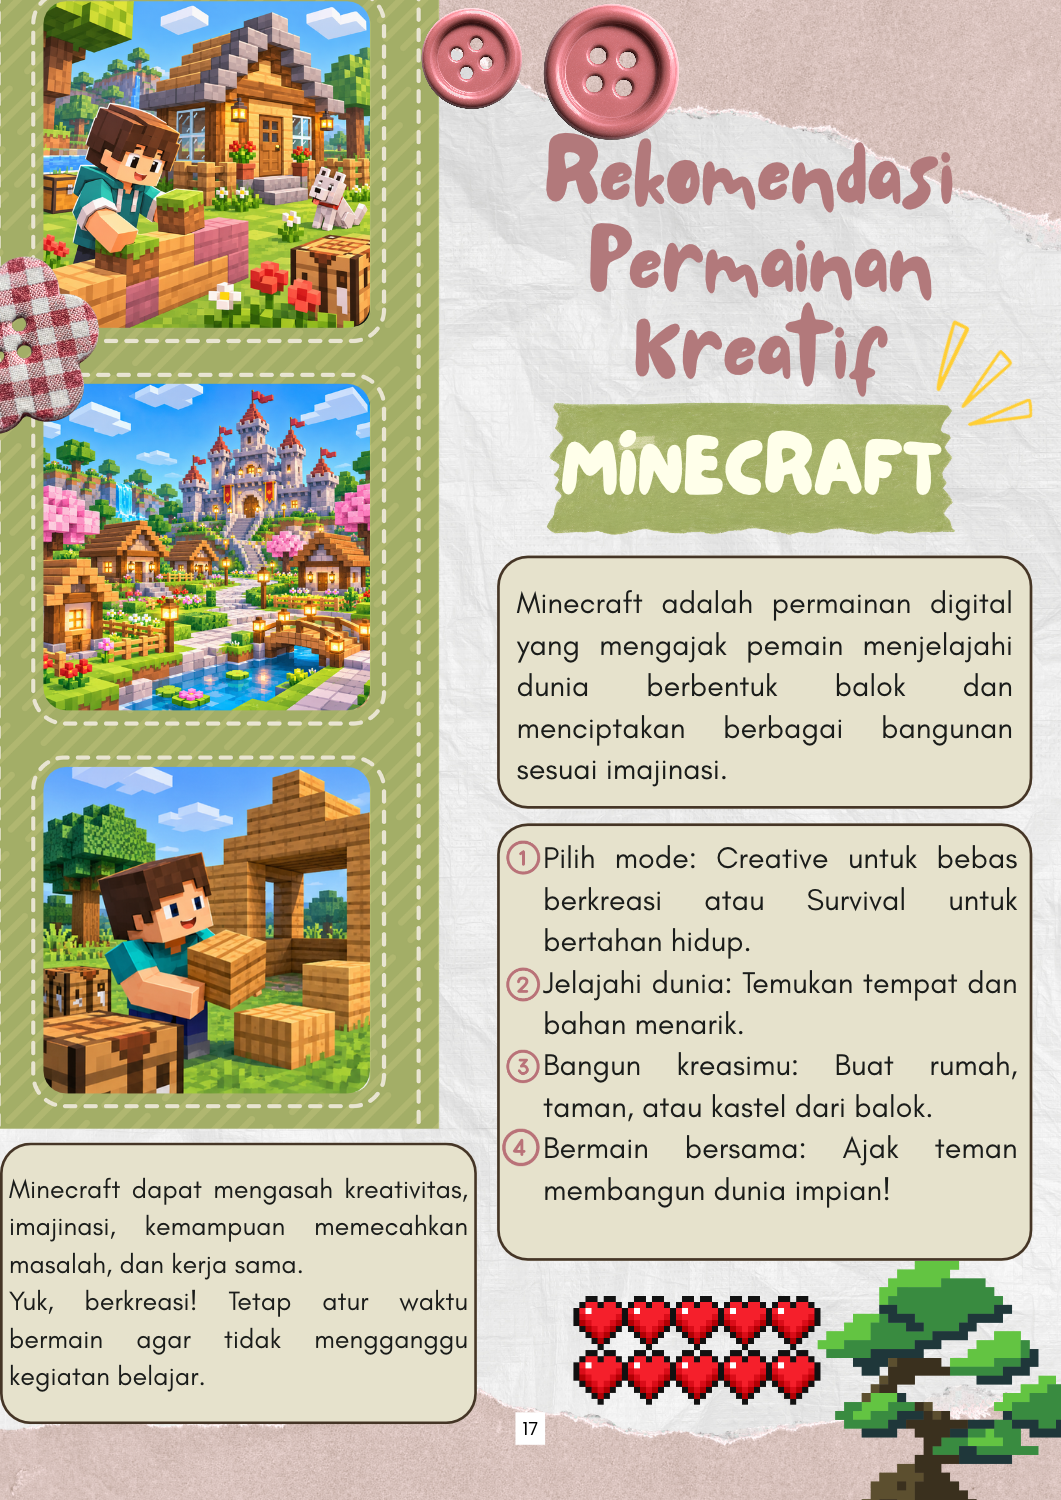 Rekomendasi
Permainan
Kreatif
MiNECRAFT
Minecraft adalah permainan digital
yang mengajak pemain menjelajahi
dunia berbentuk balok dan
menciptakan berbagai bangunan
sesuai imajinasi.
1 Pilih mode: Creative untuk bebas
berkreasi atau Survival untuk
bertahan hidup.
2 Jelajahi dunia: Temukan tempat dan
bahan menarik.
3 Bangun kreasimu: Buat rumah,
taman, atau kastel dari balok.
4 Bermain bersama: Ajak teman
membangun dunia impian!
Minecraft dapat mengasah kreativitas,
imajinasi, kemampuan memecahkan
masalah, dan kerja sama.
Yuk, berkreasi! Tetap atur waktu
bermain agar tidak mengganggu
kegiatan belajar.
17